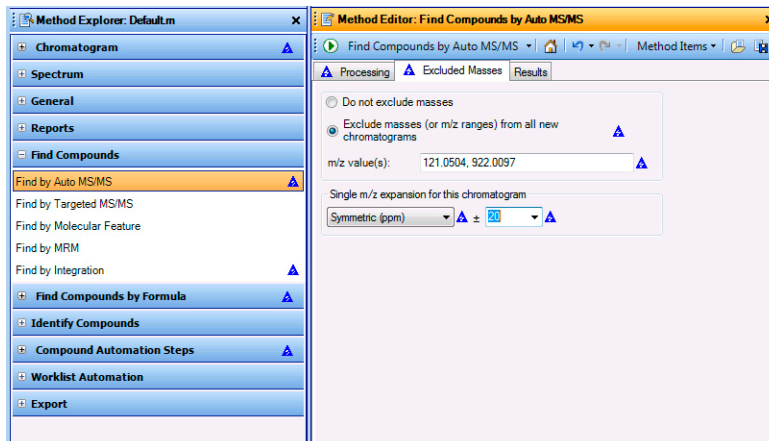 Method Explorer: Default.m
Chromatogram
Spectrum
General
Reports
Find Compounds
Find by Auto MS/MS
Find by Targeted MS/MS
Find by Molecular Feature
Find by MRM
Find by Integration
Find Compounds by Formula
Identify Compounds
Compound Automation Steps
Worklist Automation
Export
Method Editor: Find Compounds by Auto MS/MS
Find Compounds by Auto MS/MS Method Items
Processing Excluded Masses Results
Do not exclude masses
Exclude masses (or m/z ranges) from all new
chromatograms
m/z value(s): 121.0504, 922.0097
Single m/z expansion for this chromatogram
Symmetric (ppm) ± 20